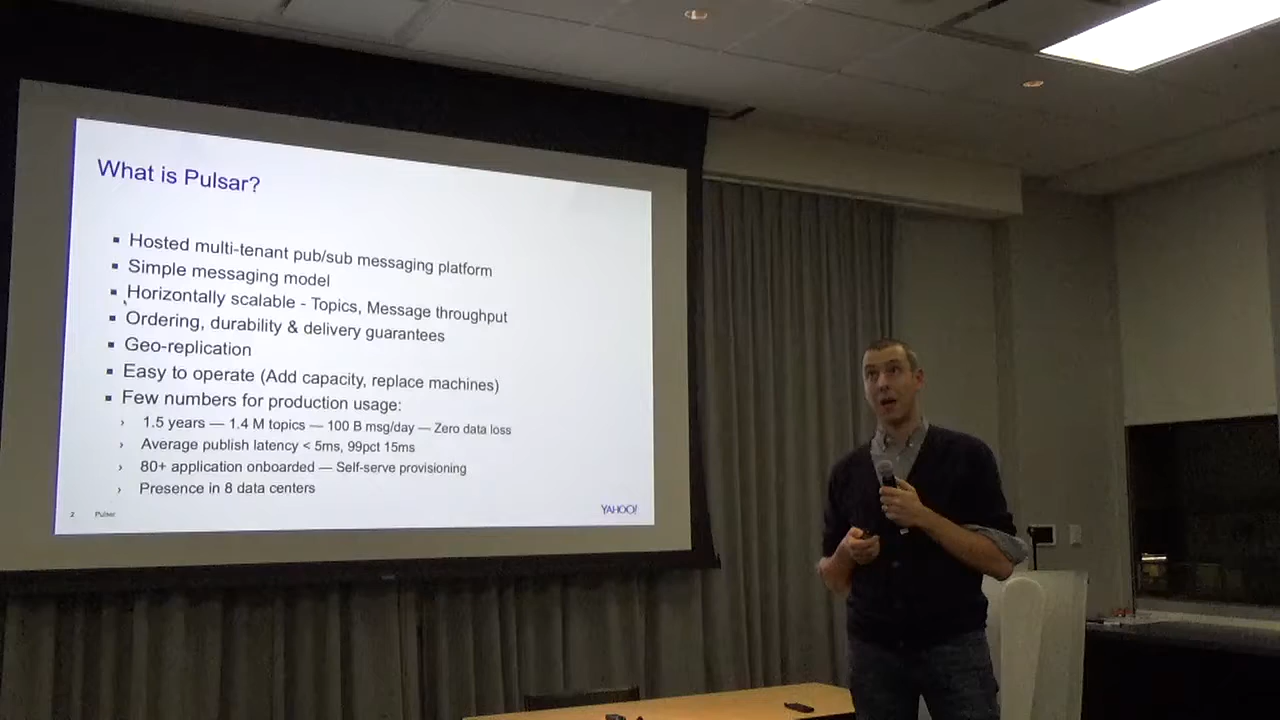 What is Pulsar?
▪ Hosted multi-tenant pub/sub messaging platform
▪ Simple messaging model
▪ Horizontally scalable - Topics, Message throughput
▪ Ordering, durability & delivery guarantees
▪ Geo-replication
▪ Easy to operate (Add capacity, replace machines)
▪ Few numbers for production usage:
› 1.5 years — 1.4 M topics — 100 B msg/day — Zero data loss
› Average publish latency < 5ms, 99pct 15ms
› 80+ application onboarded — Self-serve provisioning
› Presence in 8 data centers
2 Pulsar YAHOO!